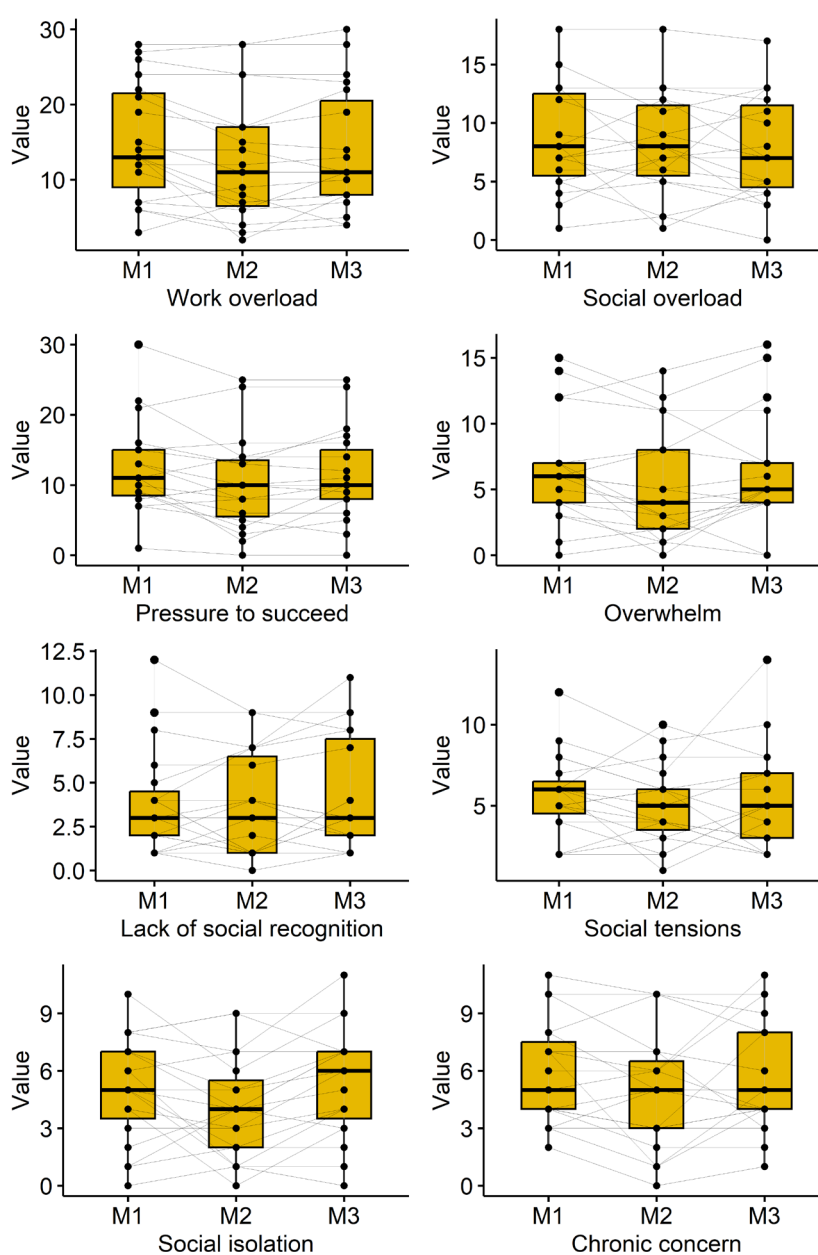 30
20
10
Value
M1 M2 M3
Work overload
15
10
5
0
Value
M1 M2 M3
Social overload
30
20
10
0
Value
M1 M2 M3
Pressure to succeed
15
10
5
0
Value
M1 M2 M3
Overwhelm
12.5
10.0
7.5
5.0
2.5
0.0
Value
M1 M2 M3
Lack of social recognition
10
5
Value
M1 M2 M3
Social tensions
9
6
3
0
Value
M1 M2 M3
Social isolation
9
6
3
0
Value
M1 M2 M3
Chronic concern